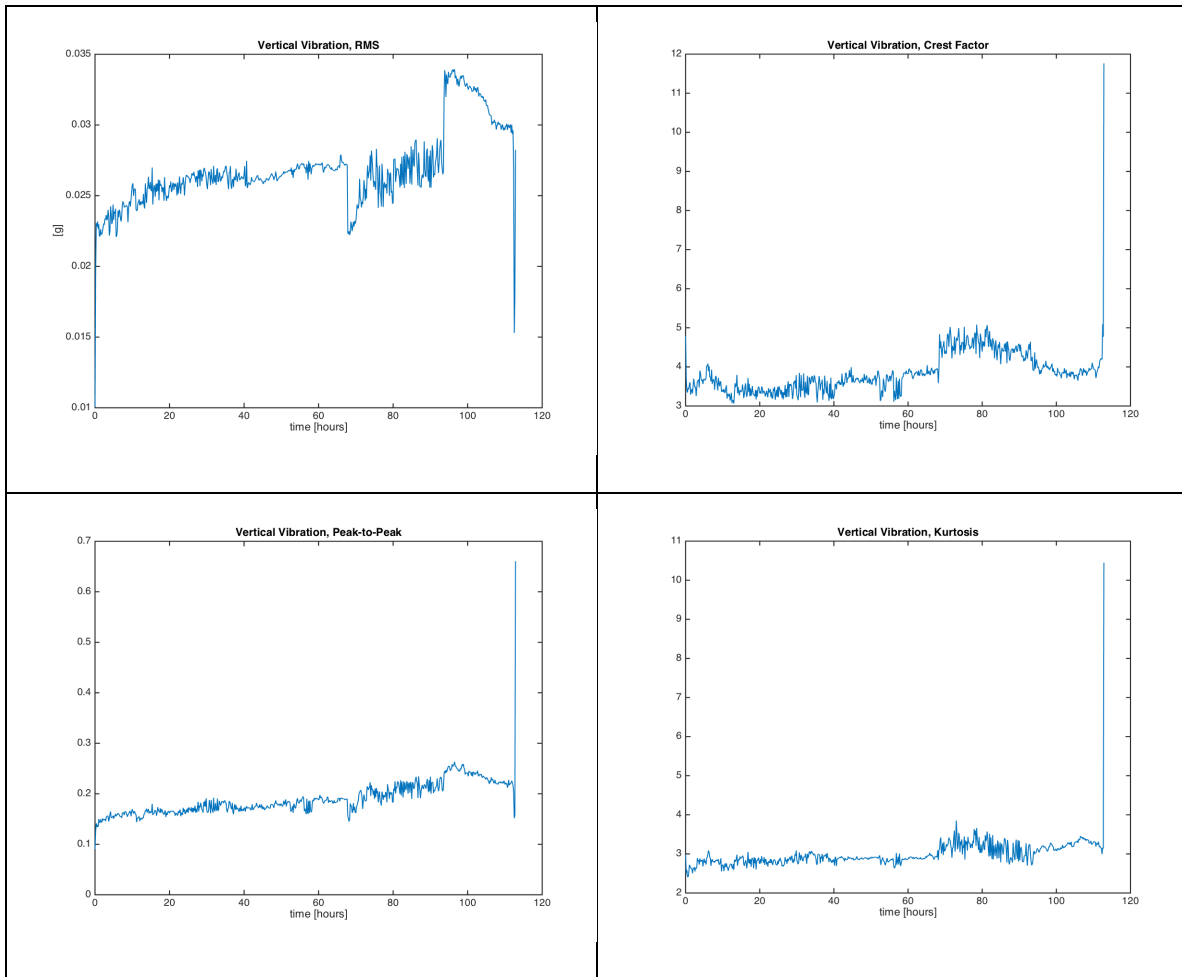 Vertical Vibration, RMS
0.035
0.03
0.025
0.02
0.015
0.01
[g]
0 20 40 60 80 100 120
time [hours]
Vertical Vibration, Crest Factor
12
11
10
9
8
7
6
5
4
3
0 20 40 60 80 100 120
time [hours]
Vertical Vibration, Peak-to-Peak
0.7
0.6
0.5
0.4
0.3
0.2
0.1
0
0 20 40 60 80 100 120
time [hours]
Vertical Vibration, Kurtosis
11
10
9
8
7
6
5
4
3
2
0 20 40 60 80 100 120
time [hours]